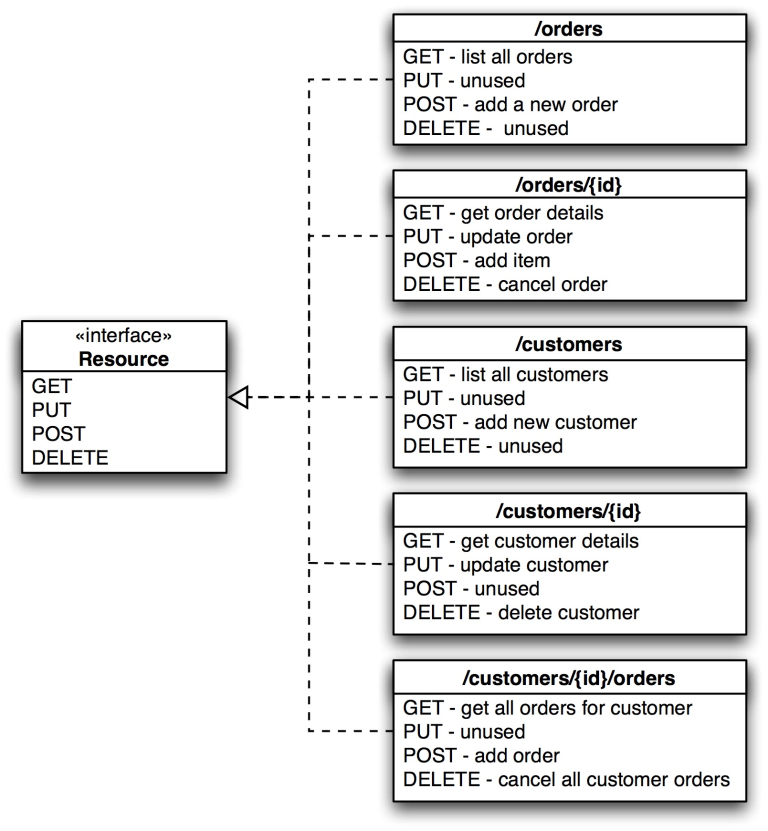 /orders
GET - list all orders
PUT - unused
POST - add a new order
DELETE -  unused
/orders/{id}
GET - get order details
PUT - update order
POST - add item
DELETE - cancel order
«interface»
Resource
GET
PUT
POST
DELETE
/customers
GET - list all customers
PUT - unused
POST - add new customer
DELETE - unused
/customers/{id}
GET - get customer details
PUT - update customer
POST - unused
DELETE - delete customer
/customers/{id}/orders
GET - get all orders for customer
PUT - unused
POST - add order
DELETE - cancel all customer orders